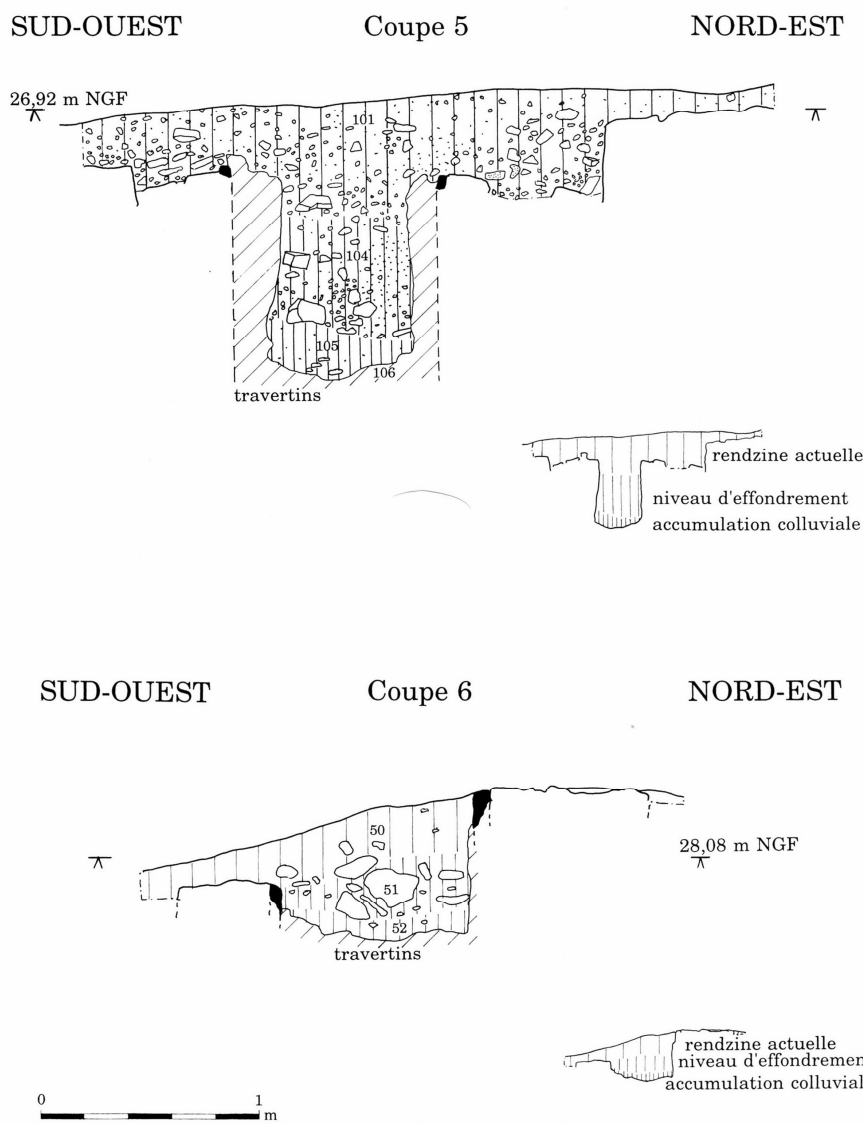 SUD-OUEST Coupe 5 NORD-EST
26,92 m NGF
101
104
105
106
travertins
rendzine actuelle
niveau d'effondrement
accumulation colluviale
SUD-OUEST Coupe 6 NORD-EST
50
28,08 m NGF
51
52
travertins
rendzine actuelle
niveau d'effondremen
accumulation colluvial
0 1
m